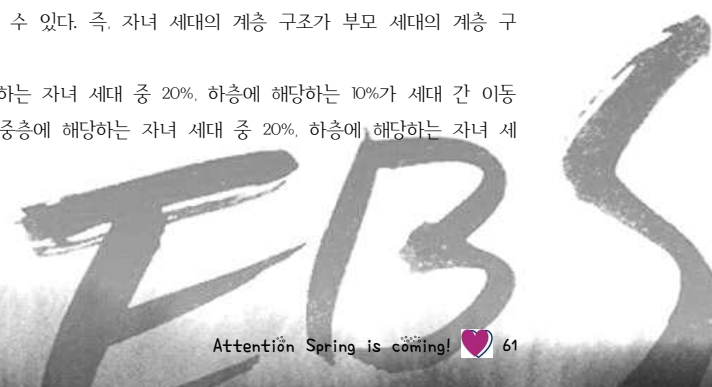 수 있다. 즉, 자녀 세대의 계층 구조가 부모 세대의 계층 구
하는 자녀 세대 중 20%, 하층에 해당하는 10%가 세대 간 이동
중층에 해당하는 자녀 세대 중 20%, 하층에 해당하는 자녀 세
EBS
Attention Spring is coming! 61